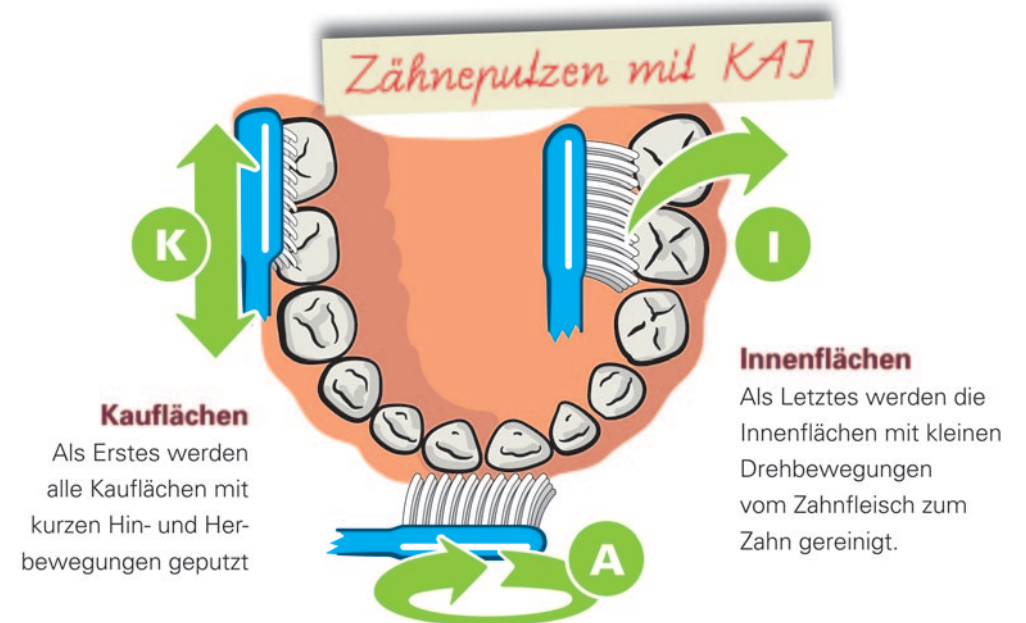 Zähneputzen mit KAI
K
I
Kauflächen
Als Erstes werden
alle Kauflächen mit
kurzen Hin- und Her-
bewegungen geputzt
Innenflächen
Als Letztes werden die
Innenflächen mit kleinen
Drehbewegungen
vom Zahnfleisch zum
Zahn gereinigt.
A